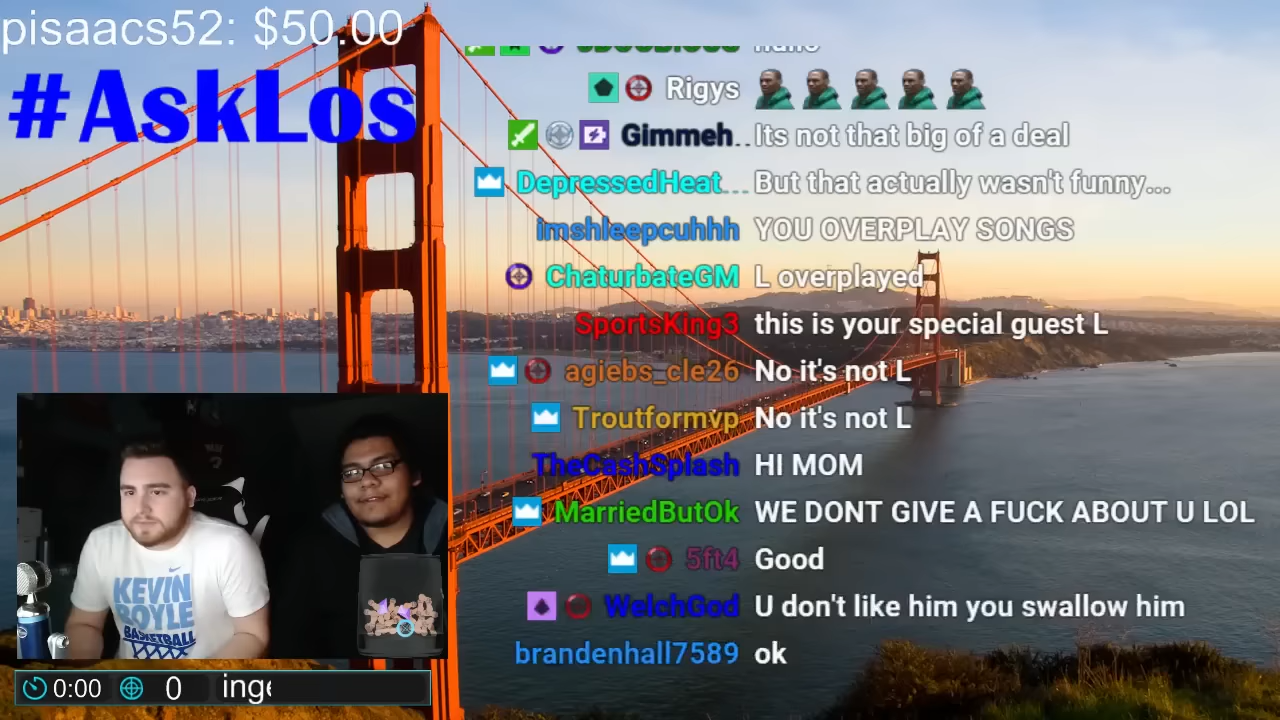 pisaacs52: $50.00
#AskLos
Rigys
Gimmeh.. Its not that big of a deal
DepressedHeat... But that actually wasn't funny...
imshleepcuhhh YOU OVERPLAY SONGS
ChaturbateGM L overplayed
SportsKing3 this is your special guest L
agiebs_cle26 No it's not L
Troutformvp No it's not L
TheCashSplash HI MOM
MarriedButOk WE DONT GIVE A FUCK ABOUT U LOL
5ft4 Good
WelchGod U don't like him you swallow him
brandenhall7589 ok
KEVIN
BOYLE
BASKETBALL
0:00 0 inge